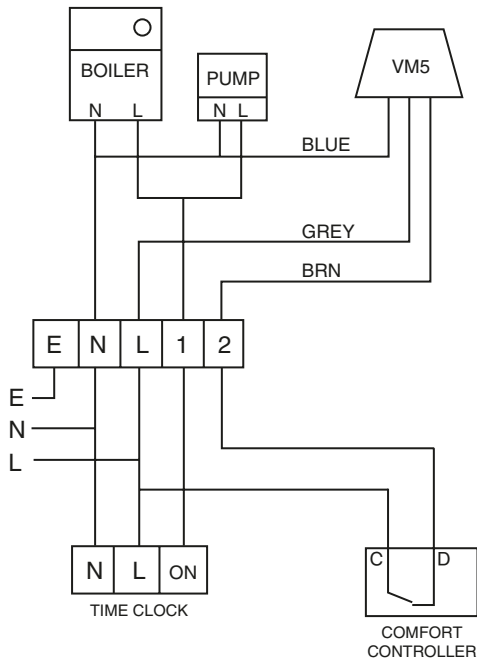 BOILER
N L
PUMP
N L
VM5
BLUE
GREY
BRN
E N L 1 2
E
N
L
N L ON
TIME CLOCK
C D
COMFORT
CONTROLLER